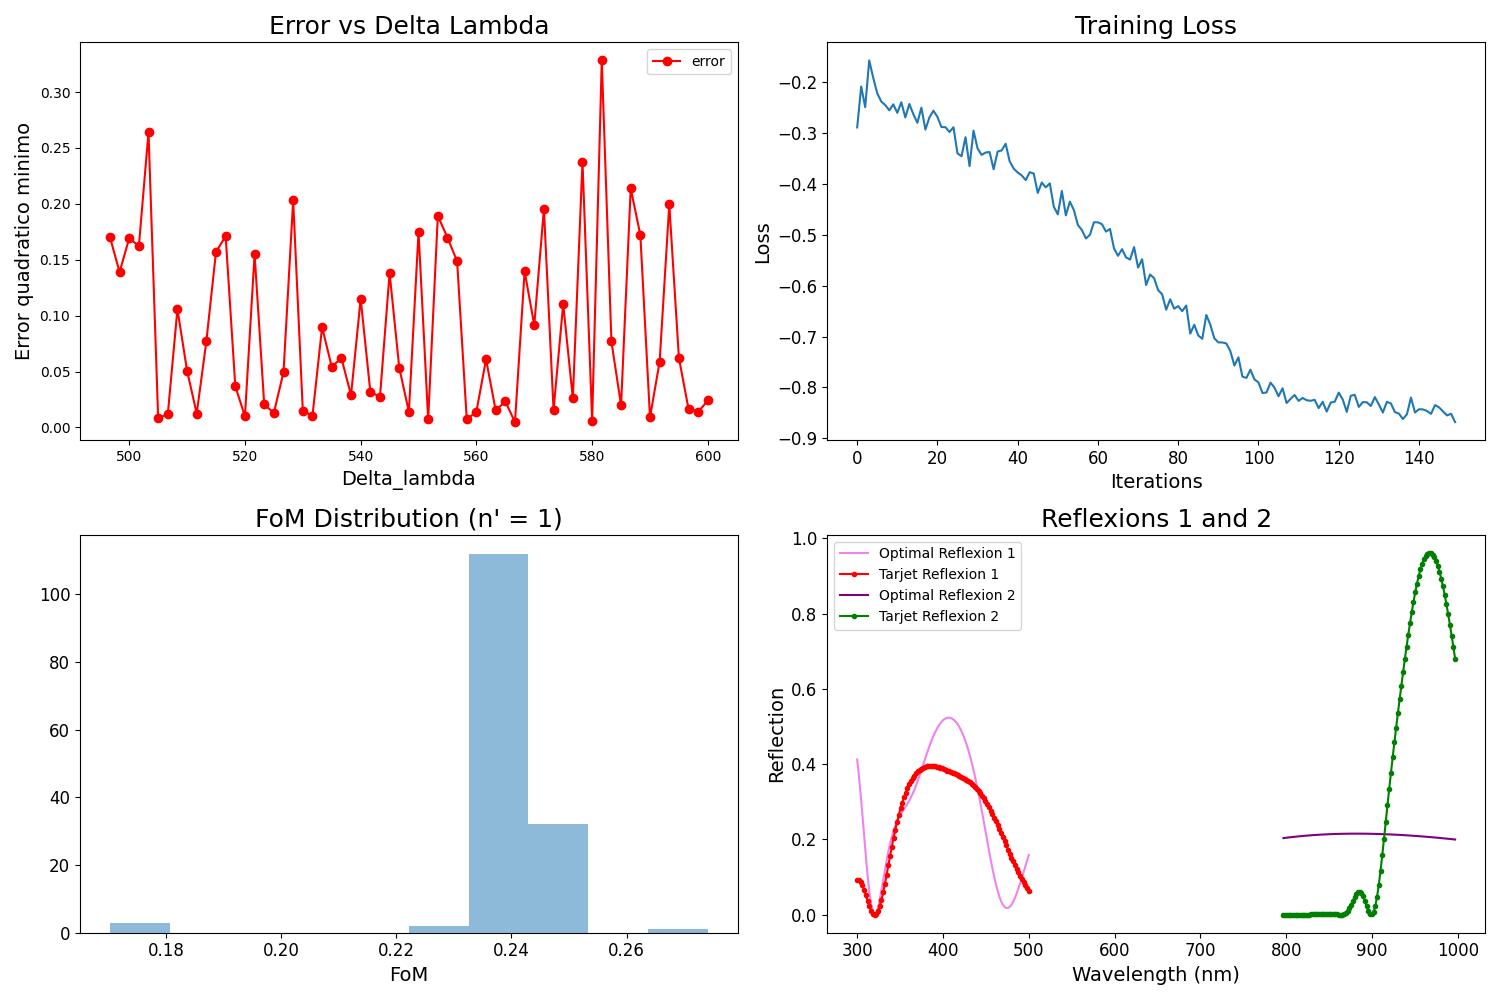 Error vs Delta Lambda
error
Error quadratico minimo
0.30
0.25
0.20
0.15
0.10
0.05
0.00
500 520 540 560 580 600
Delta_lambda
Training Loss
Loss
−0.2
−0.3
−0.4
−0.5
−0.6
−0.7
−0.8
−0.9
0 20 40 60 80 100 120 140
Iterations
FoM Distribution (n' = 1)
100
80
60
40
20
0
0.18 0.20 0.22 0.24 0.26
FoM
Reflexions 1 and 2
Optimal Reflexion 1
Tarjet Reflexion 1
Optimal Reflexion 2
Tarjet Reflexion 2
Reflection
1.0
0.8
0.6
0.4
0.2
0.0
300 400 500 600 700 800 900 1000
Wavelength (nm)